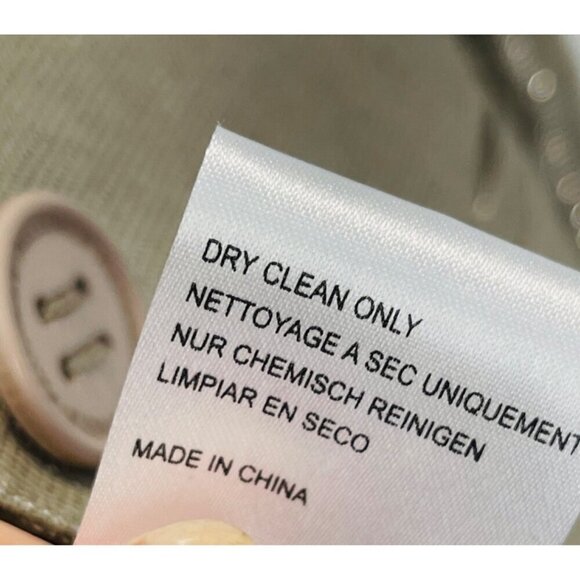 DRY CLEAN ONLY
NETTOYAGE A SEC UNIQUEMENT
NUR CHEMISCH REINIGEN
LIMPIAR EN SECO
MADE IN CHINA